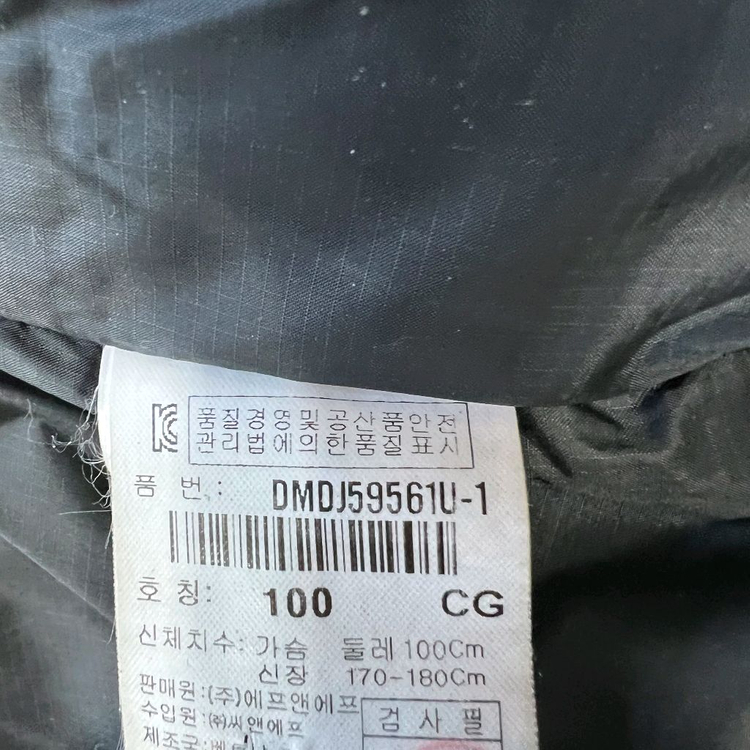 품질경영및공산품안전
관리법에의한품질표시
품 번: DMDJ59561U-1
호칭: 100 CG
신체치수: 가슴 둘레 100Cm
신장 170-180Cm
판매원:(주)에프앤에프
수입원:(주)씨앤에프
검 사 필
제조국: